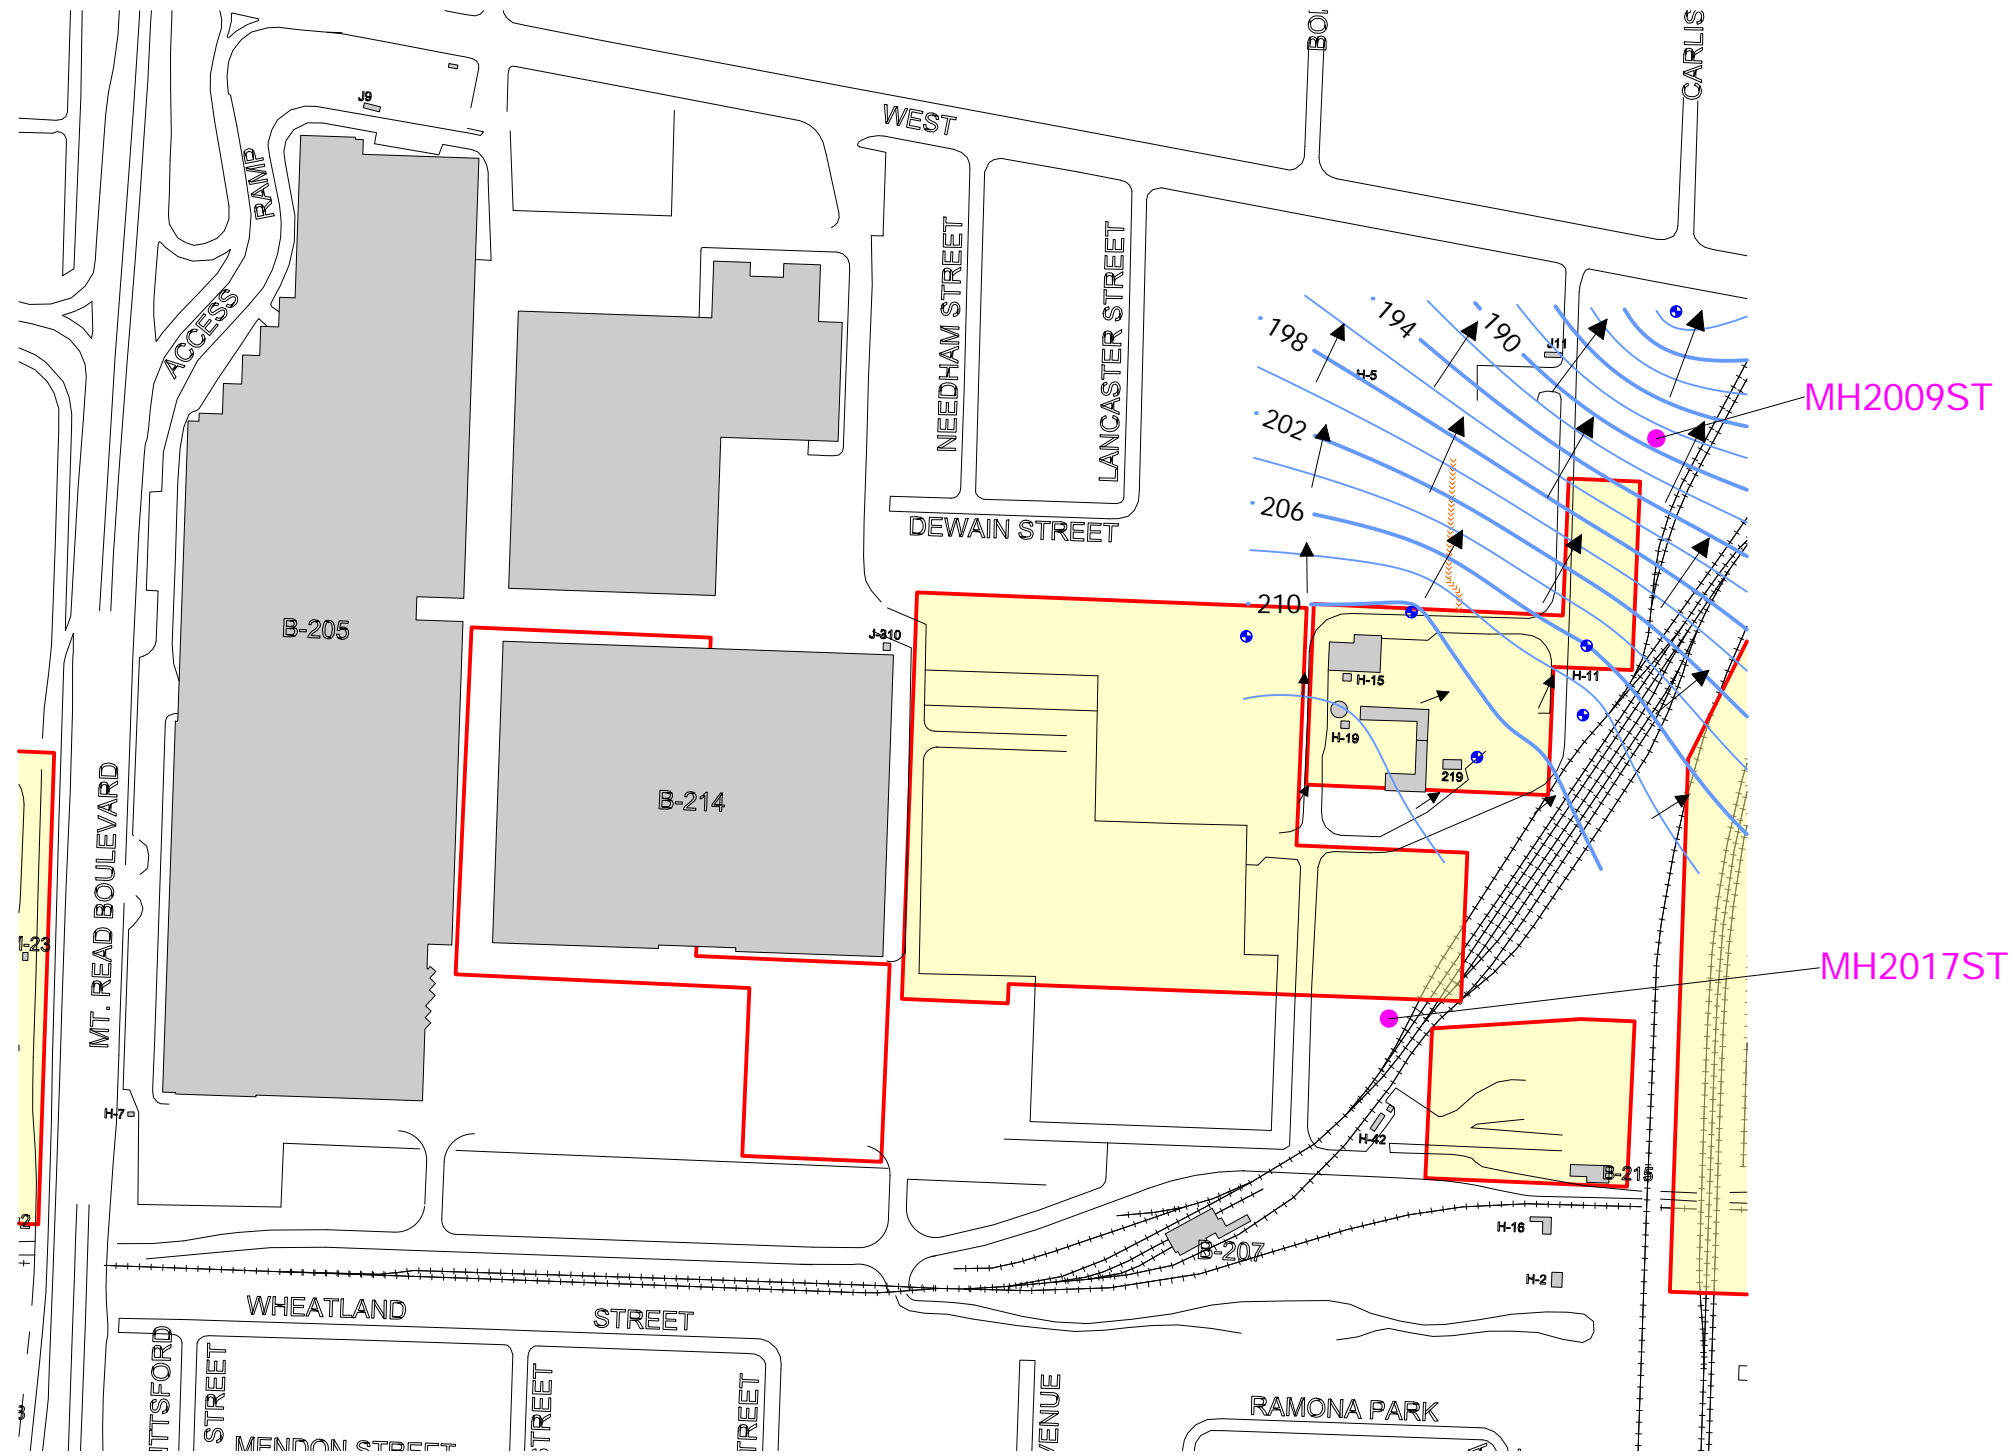 WEST
J9
RAMP
ACCESS
NEEDHAM STREET
LANCASTER STREET
DEWAIN STREET
198
194
190
J11
H-5
202
206
210
MH2009ST
B-205
J-310
H-15
H-11
H-19
219
B-214
MT. READ BOULEVARD
MH2017ST
H-7
H-42
B-215
H-16
B-207
H-2
WHEATLAND STREET
STREET
STREET
RAMONA PARK
MENDON STREET